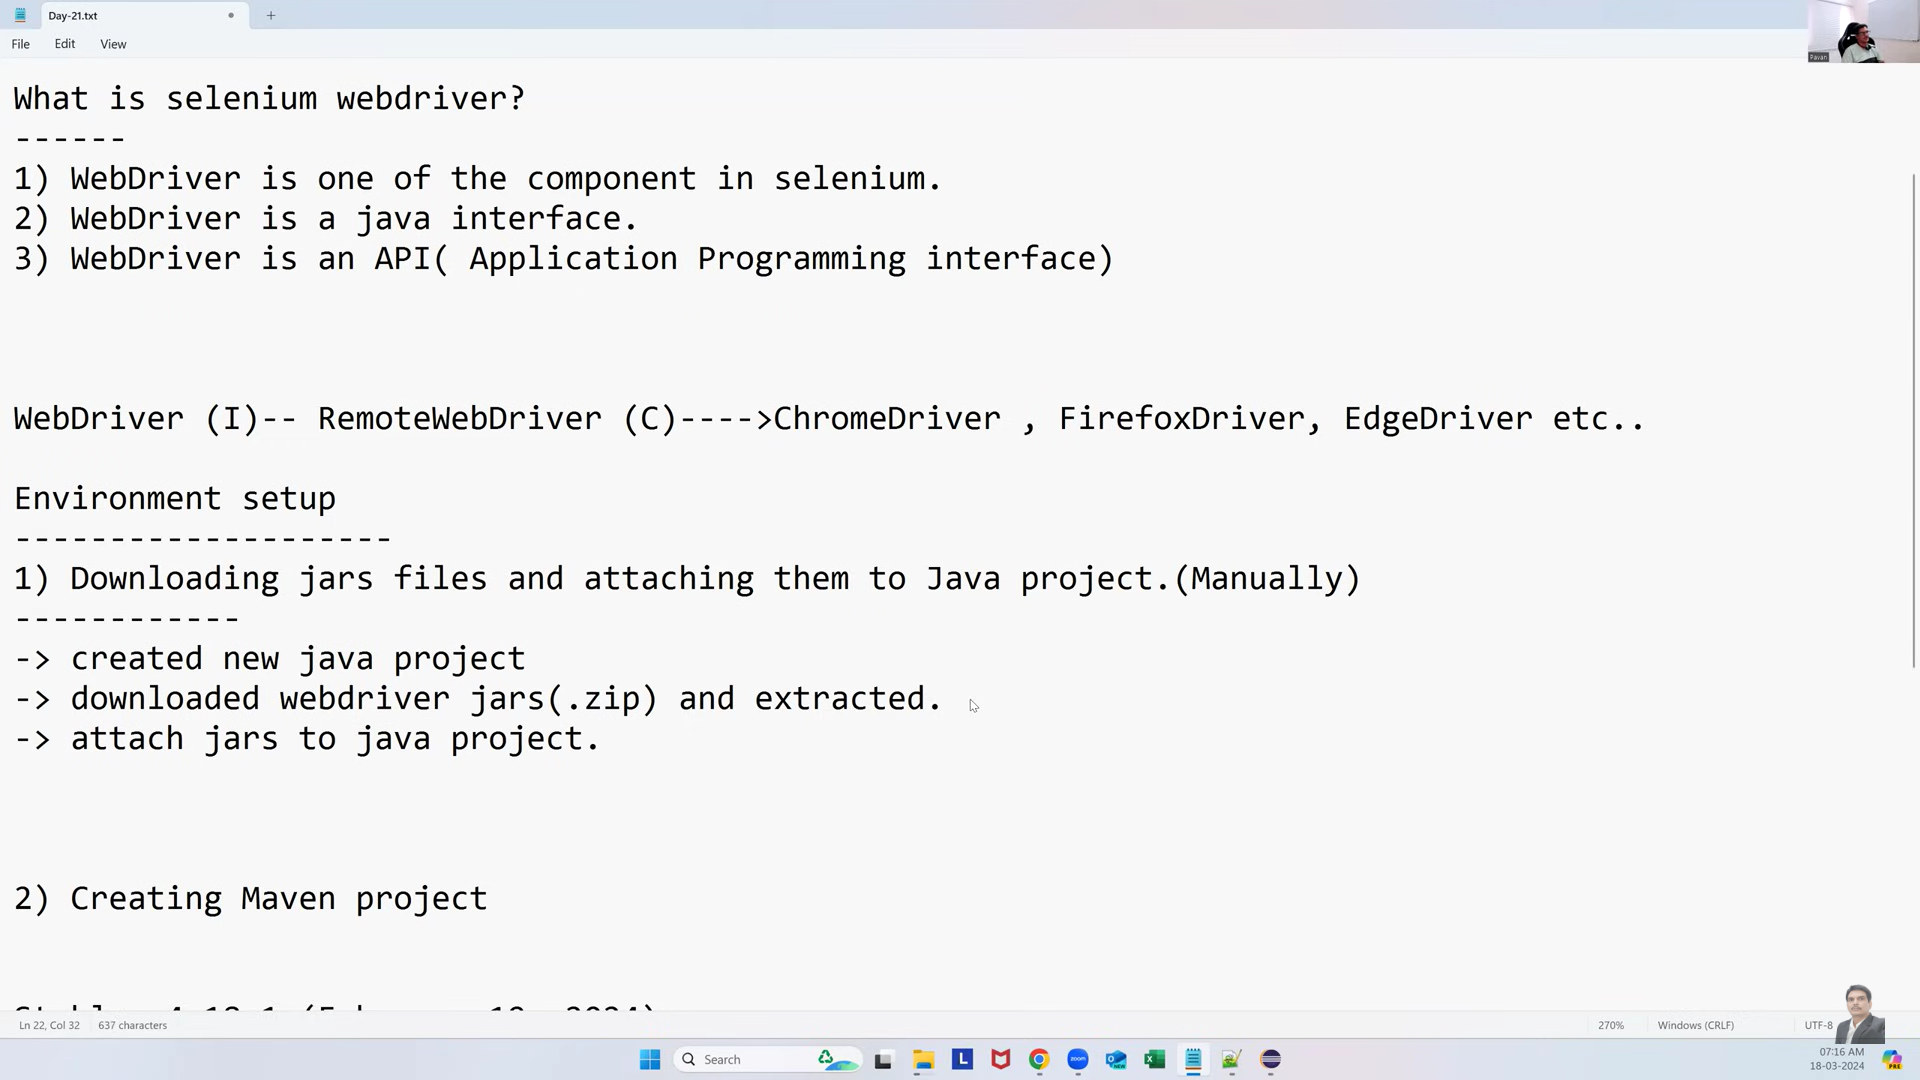 Day-21.txt
File Edit View
Pavan
What is selenium webdriver?
------
1) WebDriver is one of the component in selenium.
2) WebDriver is a java interface.
3) WebDriver is an API( Application Programming interface)
WebDriver (I)-- RemoteWebDriver (C)---->ChromeDriver , FirefoxDriver, EdgeDriver etc..
Environment setup
--------------------
1) Downloading jars files and attaching them to Java project.(Manually)
------------
-> created new java project
-> downloaded webdriver jars(.zip) and extracted.
-> attach jars to java project.
2) Creating Maven project
Ln 22, Col 32 637 characters 270% Windows (CRLF) UTF-8
Search
07:16 AM
18-03-2024